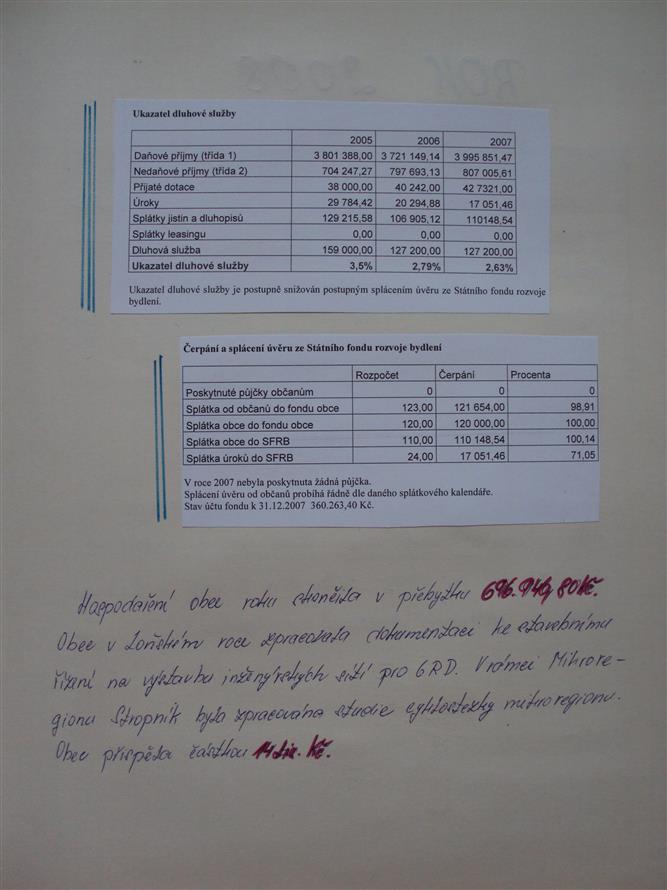 ROK 2008
Ukazatel dluhové služby
2005 2006 2007
Daňové příjmy (třída 1) 3 801 388,00 3 721 149,14 3 995 851,47
Nedaňové příjmy (třída 2) 704 247,27 797 693,13 807 005,61
Přijaté dotace 38 000,00 40 242,00 42 7321,00
Úroky 29 784,42 20 294,88 17 051,46
Splátky jistin a dluhopisů 129 215,58 106 905,12 110148,54
Splátky leasingu 0,00 0,00 0,00
Dluhová služba 159 000,00 127 200,00 127 200,00
Ukazatel dluhové služby 3,5% 2,79% 2,63%
Ukazatel dluhové služby je postupně snižován postupným splácením úvěru ze Státního fondu rozvoje
bydlení.
Čerpání a splácení úvěru ze Státního fondu rozvoje bydlení
Rozpočet Čerpání Procenta
Poskytnuté půjčky občanům 0 0 0
Splátka od občanů do fondu obce 123,00 121 654,00 98,91
Splátka obce do fondu obce 120,00 120 000,00 100,00
Splátka obce do SFRB 110,00 110 148,54 100,14
Splátka úroků do SFRB 24,00 17 051,46 71,05
V roce 2007 nebyla poskytnuta žádná půjčka.
Splácení úvěru od občanů probíhá řádně dle daného splátkového kalendáře.
Stav účtu fondu k 31.12.2007 360.263,40 Kč.
Hospodaření obce roku skončila v přebytku 696.940,80 Kč.
Obec v loňském roce zpracovala dokumentaci ke stavebnímu
řízení na výstavbu inženýrských sítí pro 6 RD. V rámci Mikrore-
gionu Stropník byla zpracována studie cyklostezky mikroregionu.
Obec přispěla částkou 14 tis. Kč.